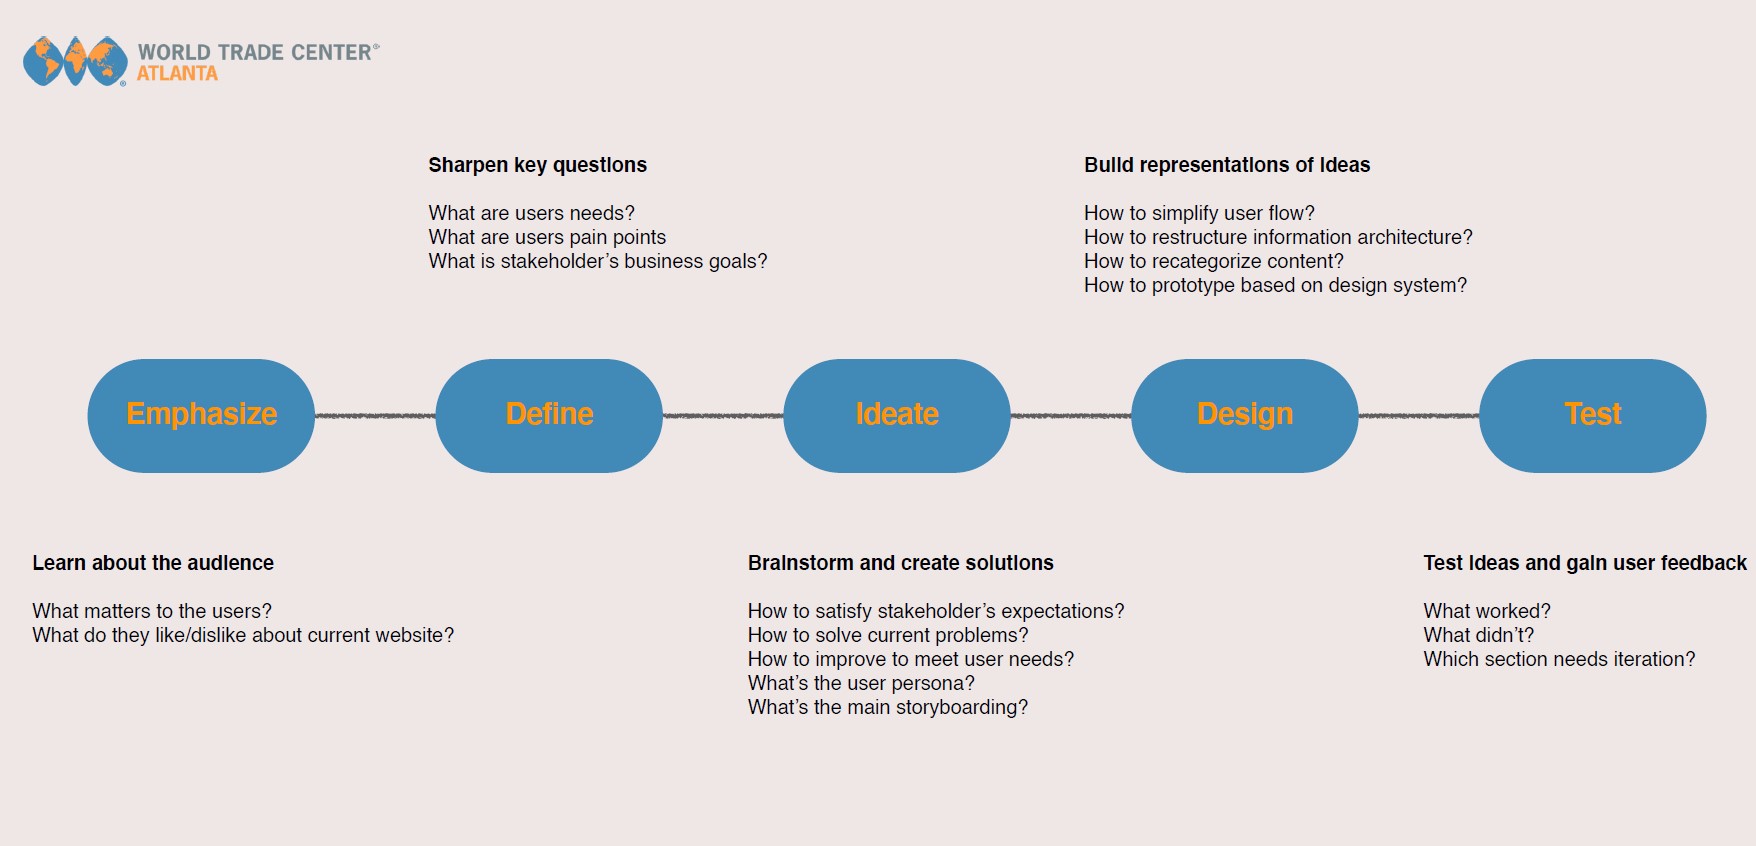 WORLD TRADE CENTER®
ATLANTA
®
Sharpen key questions
What are users needs?
What are users pain points
What is stakeholder’s business goals?
Build representations of ideas
How to simplify user flow?
How to restructure information architecture?
How to recategorize content?
How to prototype based on design system?
Emphasize
Define
Ideate
Design
Test
Learn about the audience
What matters to the users?
What do they like/dislike about current website?
Brainstorm and create solutions
How to satisfy stakeholder’s expectations?
How to solve current problems?
How to improve to meet user needs?
What’s the user persona?
What’s the main storyboarding?
Test ideas and gain user feedback
What worked?
What didn’t?
Which section needs iteration?